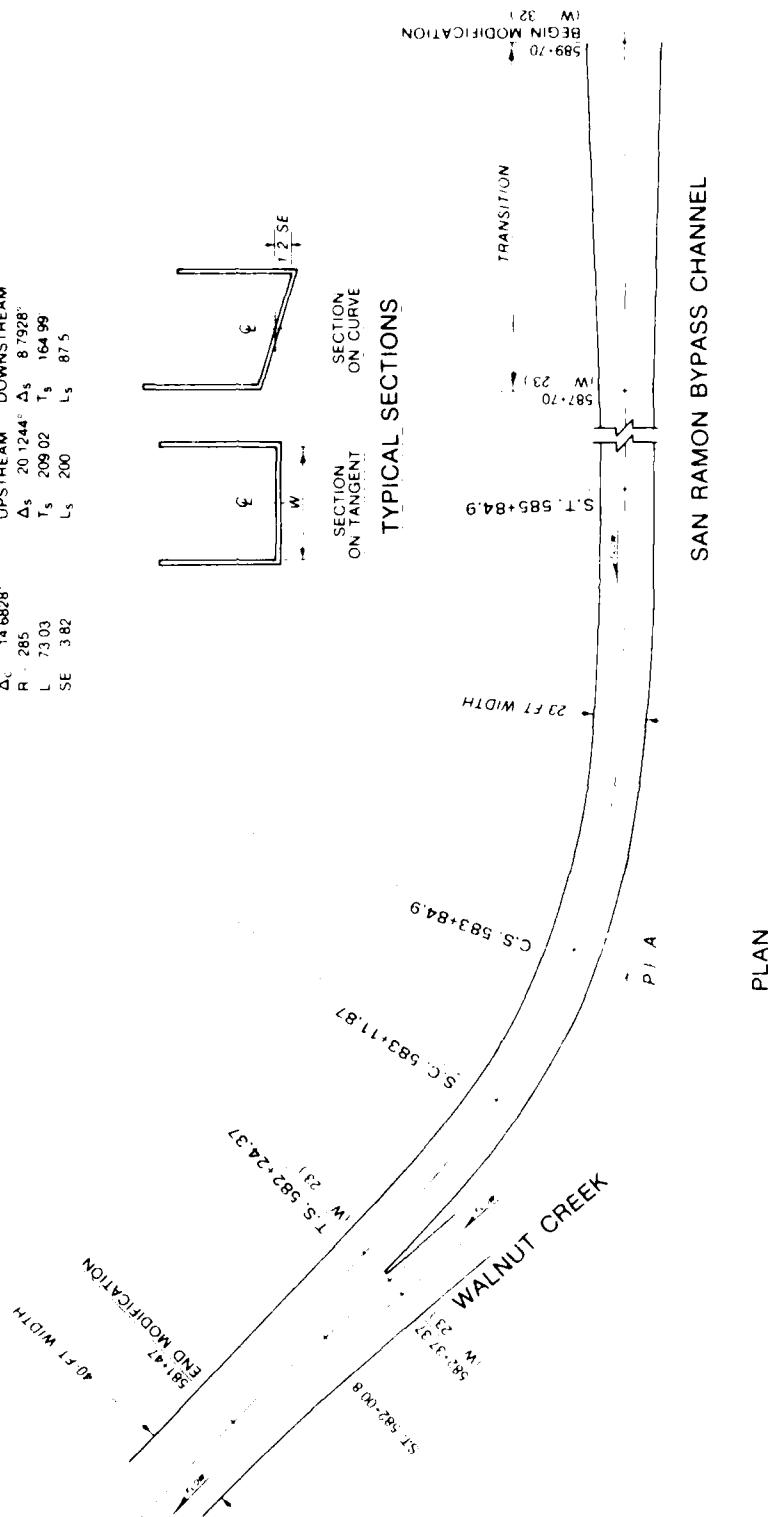 UPSTREAM DOWNSTREAM
Δc 14 6828° Δs 20 1244° Δs 8 7928°
R - 285 Ts 209 02 Ts 164 99
L 73 03 Ls 200 Ls 87 5
SE 3 82
℄
W
SECTION
ON TANGENT
℄
1 2 SE
SECTION
ON CURVE
TYPICAL SECTIONS
40-FT WIDTH
581+47
END MODIFICATION
T.S. 582+24.37
(W 23)
S.C. 583+11.87
C.S. 583+84.9
23 FT WIDTH
S.T. 585+84.9
587+70
(W 23)
TRANSITION
589+70
BEGIN MODIFICATION
(W 32)
S.T. 582+00 8
582+37 37
(W 23)
WALNUT CREEK
P I A
SAN RAMON BYPASS CHANNEL
PLAN